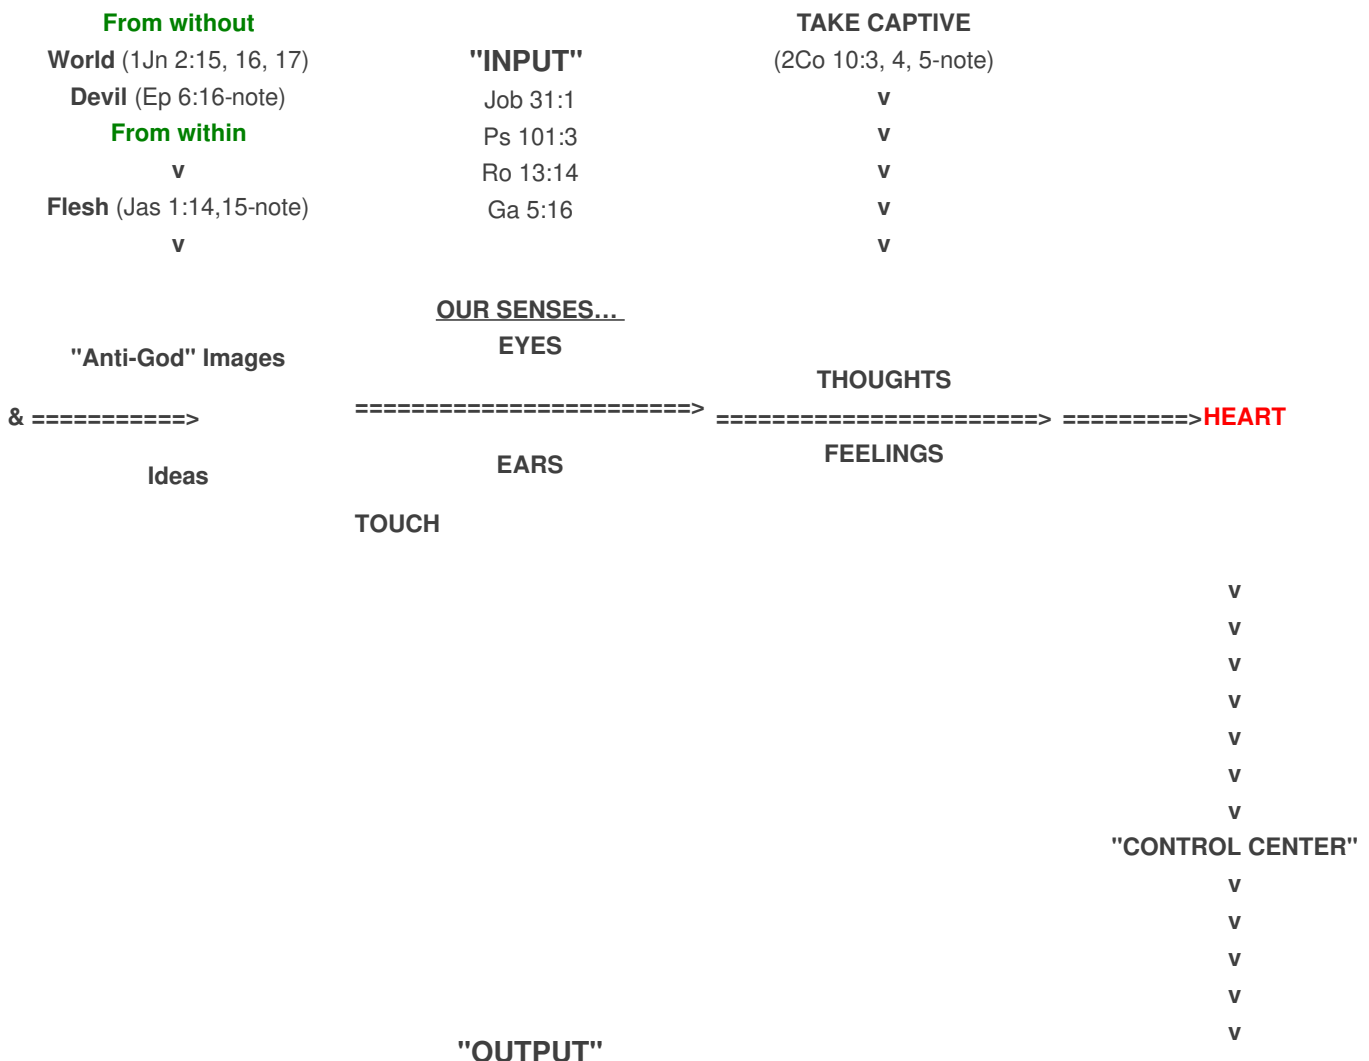 From without
World (1Jn 2:15, 16, 17)
Devil (Ep 6:16-note)
From within
v
Flesh (Jas 1:14,15-note)
v
"INPUT"
Job 31:1
Ps 101:3
Ro 13:14
Ga 5:16
TAKE CAPTIVE
(2Co 10:3, 4, 5-note)
v
v
v
v
v
"Anti-God" Images
& ===========>
Ideas
OUR SENSES…
EYES
========================>
EARS
TOUCH
THOUGHTS
=======================>
FEELINGS
=========>HEART
v
v
v
v
v
v
v
"CONTROL CENTER"
v
v
v
v
v
"OUTPUT"